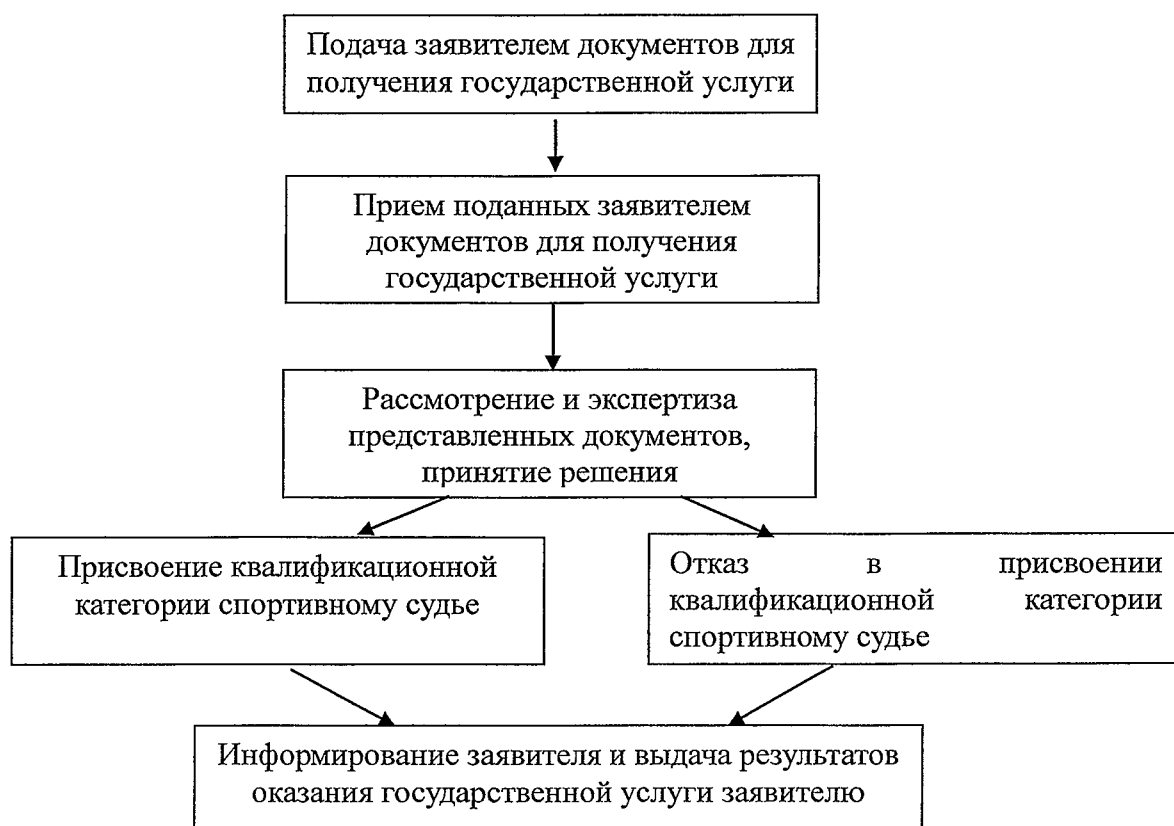 Подача заявителем документов для
получения государственной услуги
Прием поданных заявителем
документов для получения
государственной услуги
Рассмотрение и экспертиза
представленных документов,
принятие решения
Присвоение квалификационной
категории спортивному судье
Отказ в присвоении
квалификационной категории
спортивному судье
Информирование заявителя и выдача результатов
оказания государственной услуги заявителю